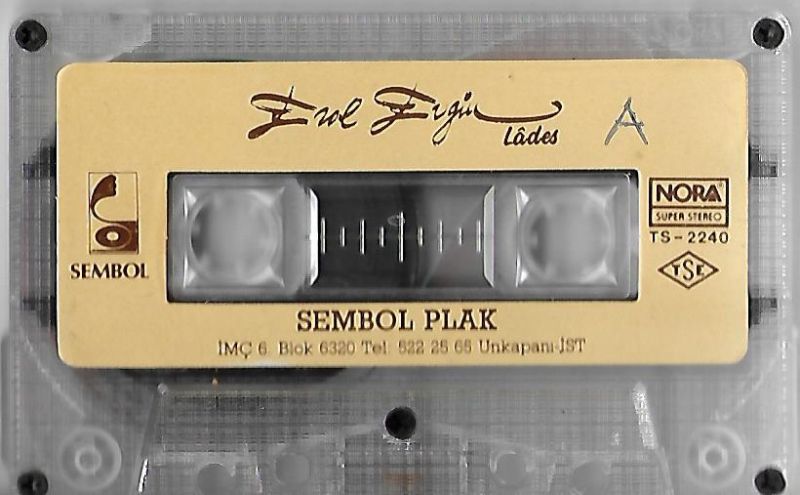 Erol Ergin
Lâdes
A
SEMBOL
NORA
SUPER STEREO
TS-2240
TSE
SEMBOL PLAK
İMÇ 6. Blok 6320 Tel: 522 25 65 Unkapanı-İST